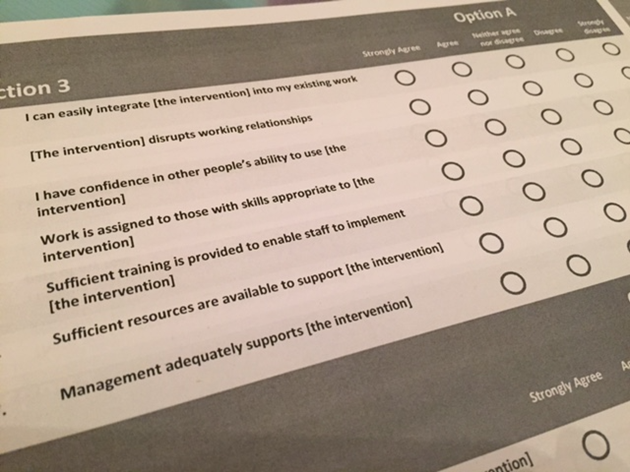 Option A
ction 3
Strongly Agree Agree Neither agree nor disagree Disagree Strongly disagree
I can easily integrate [the intervention] into my existing work
[The intervention] disrupts working relationships
I have confidence in other people's ability to use [the
intervention]
Work is assigned to those with skills appropriate to [the
intervention]
Sufficient training is provided to enable staff to implement
[the intervention]
Sufficient resources are available to support [the intervention]
Management adequately supports [the intervention]
Strongly Agree
vention]